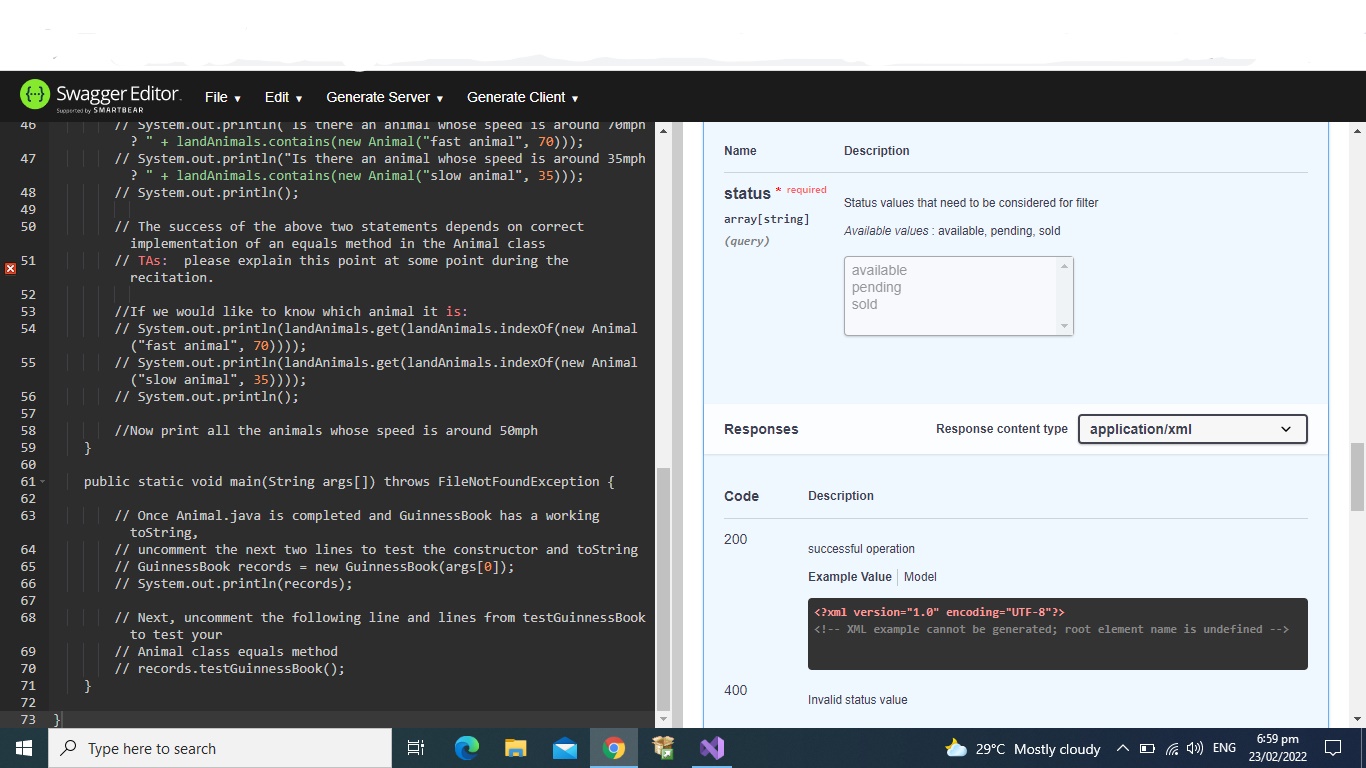 Swagger Editor.
Supported by SMARTBEAR
File ▾ Edit ▾ Generate Server ▾ Generate Client ▾
46 // System.out.println("Is there an animal whose speed is around 70mph
? " + landAnimals.contains(new Animal("fast animal", 70)));
47 // System.out.println("Is there an animal whose speed is around 35mph
? " + landAnimals.contains(new Animal("slow animal", 35)));
48 // System.out.println();
49
50 // The success of the above two statements depends on correct
implementation of an equals method in the Animal class
51 // TAs:  please explain this point at some point during the
recitation.
52
53 //If we would like to know which animal it is:
54 // System.out.println(landAnimals.get(landAnimals.indexOf(new Animal
("fast animal", 70))));
55 // System.out.println(landAnimals.get(landAnimals.indexOf(new Animal
("slow animal", 35))));
56 // System.out.println();
57
58 //Now print all the animals whose speed is around 50mph
59 }
60
61 public static void main(String args[]) throws FileNotFoundException {
62
63 // Once Animal.java is completed and GuinnessBook has a working
toString,
64 // uncomment the next two lines to test the constructor and toString
65 // GuinnessBook records = new GuinnessBook(args[0]);
66 // System.out.println(records);
67
68 // Next, uncomment the following line and lines from testGuinnessBook
to test your
69 // Animal class equals method
70 // records.testGuinnessBook();
71 }
72
73 }
Name Description
status * required
array[string]
(query)
Status values that need to be considered for filter
Available values : available, pending, sold
available
pending
sold
Responses Response content type application/xml
Code Description
200
successful operation
Example Value Model
<?xml version="1.0" encoding="UTF-8"?>
<!-- XML example cannot be generated; root element name is undefined -->
400
Invalid status value
Type here to search
29°C Mostly cloudy
ENG
6:59 pm
23/02/2022